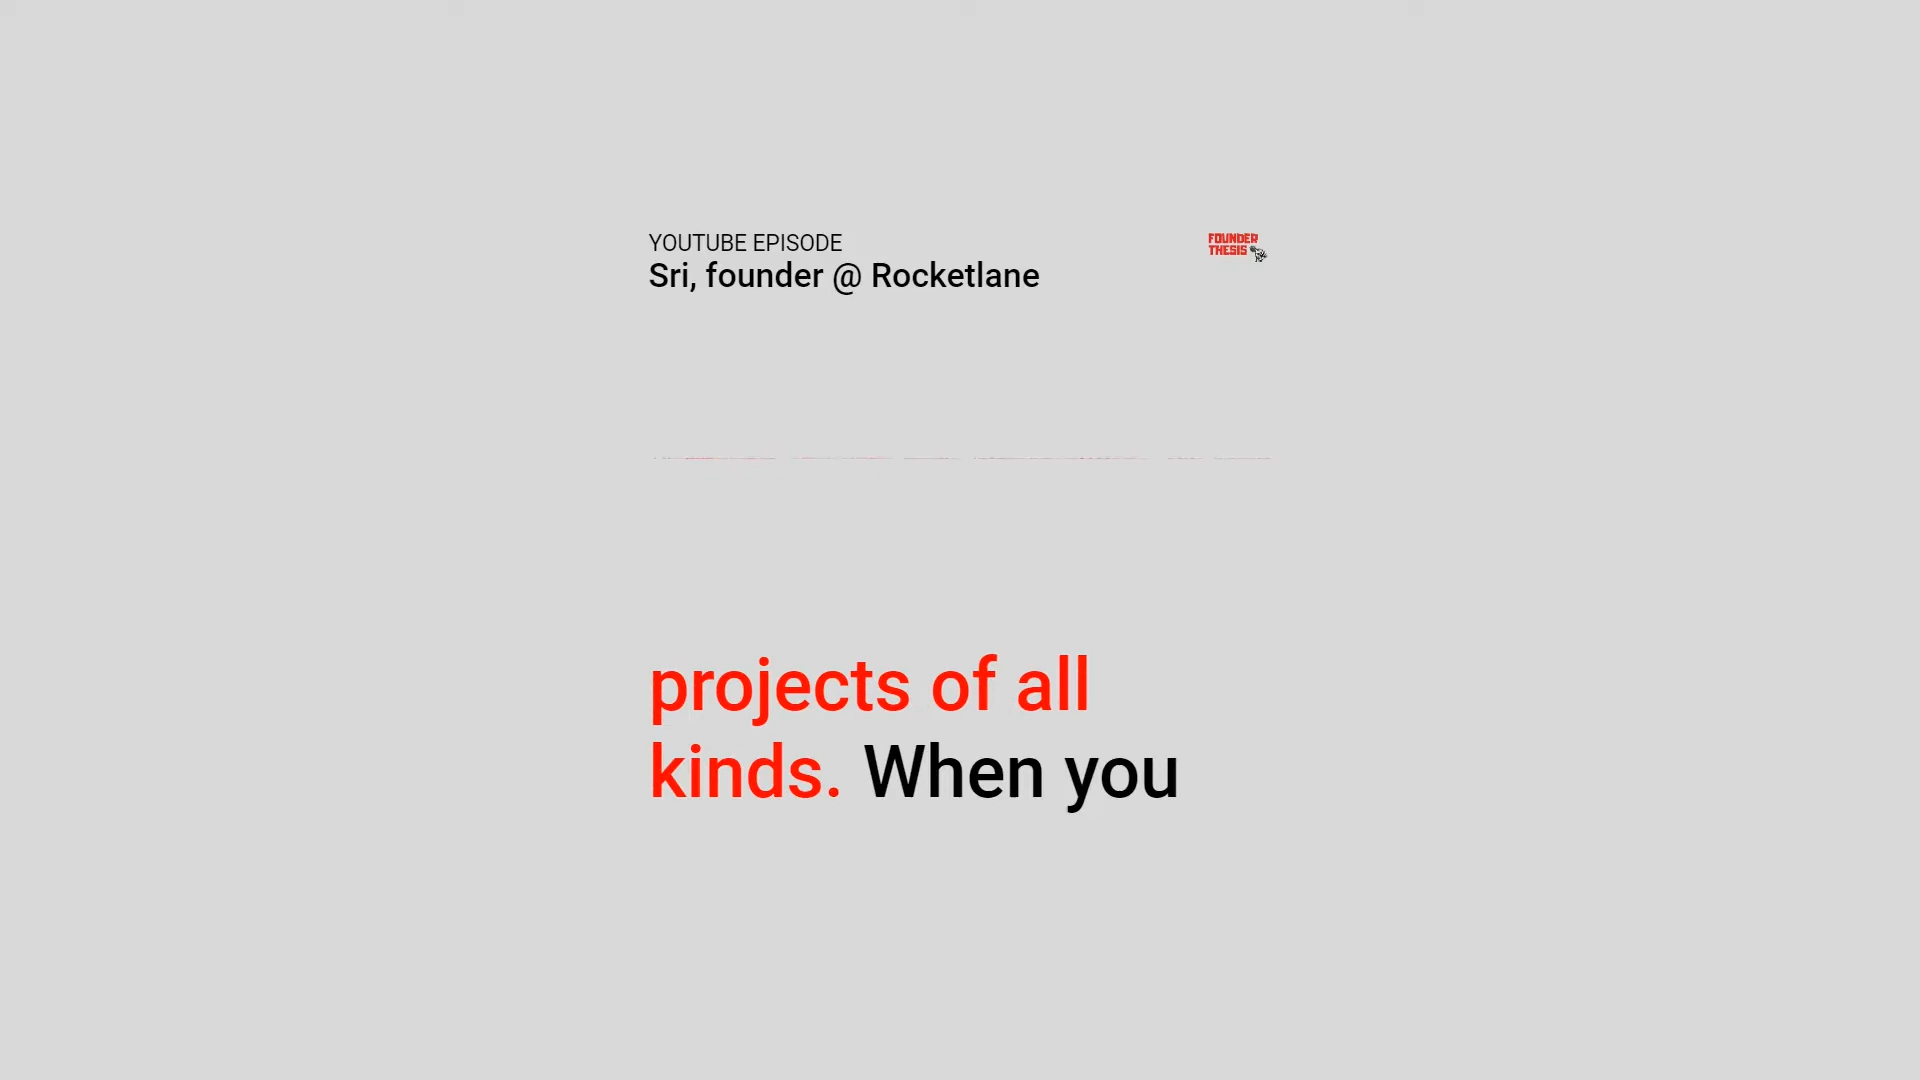 YOUTUBE EPISODE
Sri, founder @ Rocketlane
FOUNDER
THESIS
projects of all
kinds. When you